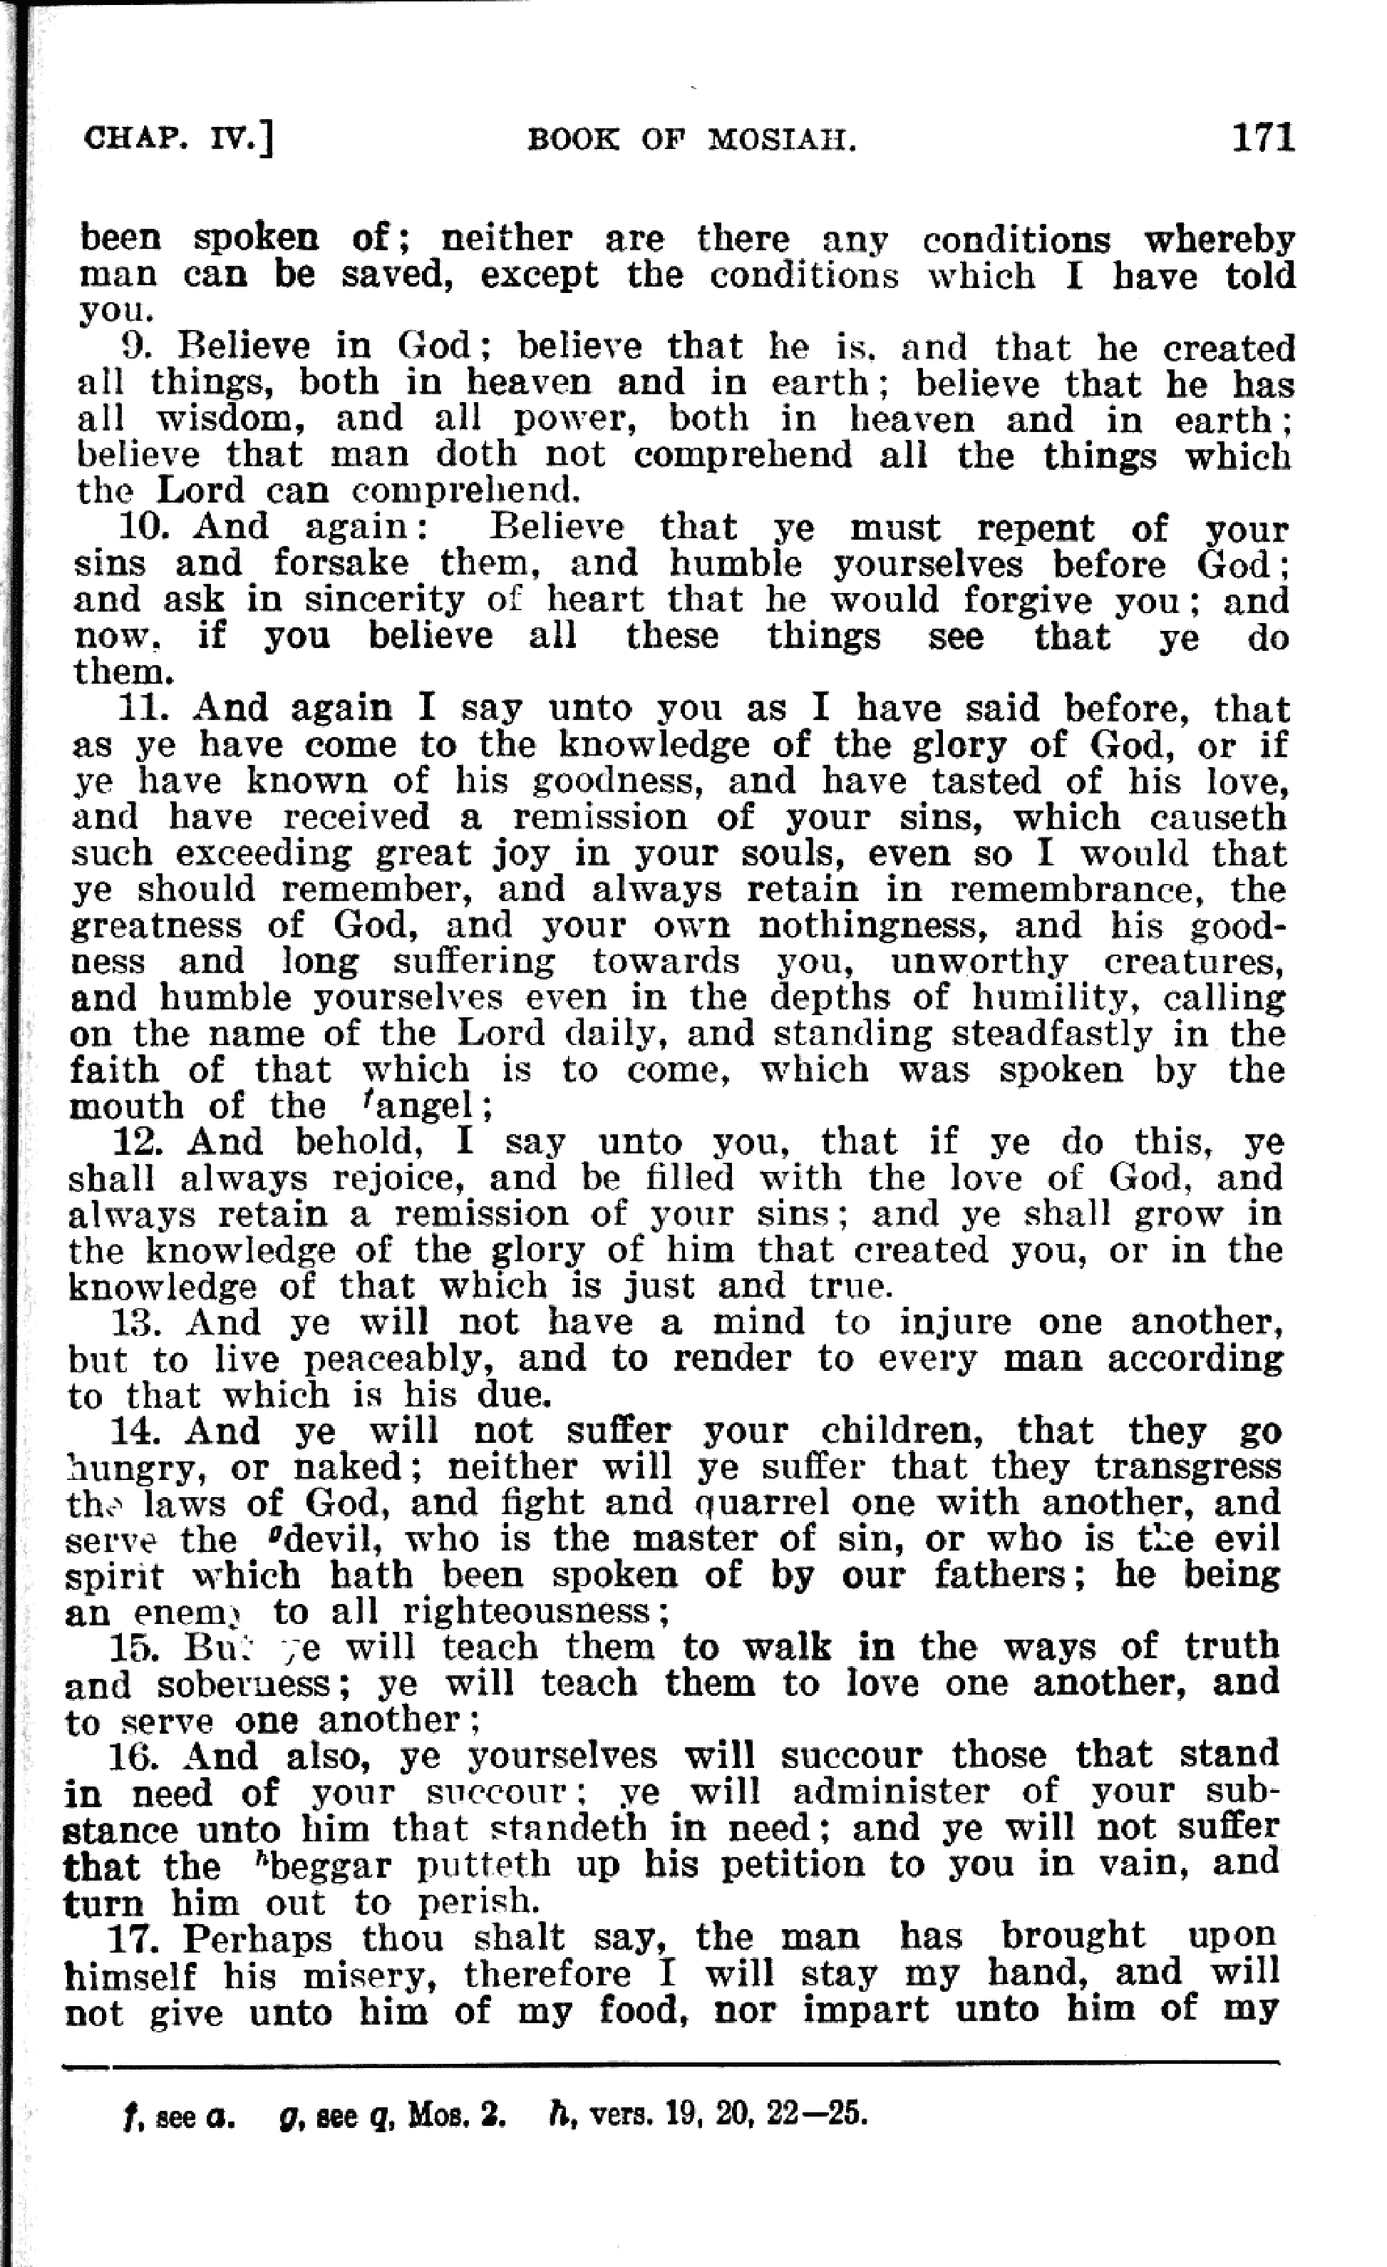 CHAP. IV.] BOOK OF MOSIAH. 171
been spoken of; neither are there any conditions whereby
man can be saved, except the conditions which I have told
you.
9. Believe in God; believe that he is, and that he created
all things, both in heaven and in earth; believe that he has
all wisdom, and all power, both in heaven and in earth;
believe that man doth not comprehend all the things which
the Lord can comprehend.
10. And again: Believe that ye must repent of your
sins and forsake them, and humble yourselves before God;
and ask in sincerity of heart that he would forgive you; and
now, if you believe all these things see that ye do
them.
11. And again I say unto you as I have said before, that
as ye have come to the knowledge of the glory of God, or if
ye have known of his goodness, and have tasted of his love,
and have received a remission of your sins, which causeth
such exceeding great joy in your souls, even so I would that
ye should remember, and always retain in remembrance, the
greatness of God, and your own nothingness, and his good-
ness and long suffering towards you, unworthy creatures,
and humble yourselves even in the depths of humility, calling
on the name of the Lord daily, and standing steadfastly in the
faith of that which is to come, which was spoken by the
mouth of the fangel;
12. And behold, I say unto you, that if ye do this, ye
shall always rejoice, and be filled with the love of God, and
always retain a remission of your sins; and ye shall grow in
the knowledge of the glory of him that created you, or in the
knowledge of that which is just and true.
13. And ye will not have a mind to injure one another,
but to live peaceably, and to render to every man according
to that which is his due.
14. And ye will not suffer your children, that they go
hungry, or naked; neither will ye suffer that they transgress
the laws of God, and fight and quarrel one with another, and
serve the gdevil, who is the master of sin, or who is the evil
spirit which hath been spoken of by our fathers; he being
an enemy to all righteousness;
15. But ye will teach them to walk in the ways of truth
and soberness; ye will teach them to love one another, and
to serve one another;
16. And also, ye yourselves will succour those that stand
in need of your succour; ye will administer of your sub-
stance unto him that standeth in need; and ye will not suffer
that the hbeggar putteth up his petition to you in vain, and
turn him out to perish.
17. Perhaps thou shalt say, the man has brought upon
himself his misery, therefore I will stay my hand, and will
not give unto him of my food, nor impart unto him of my
f, see a. g, see q, Mos. 2. h, vers. 19, 20, 22—25.